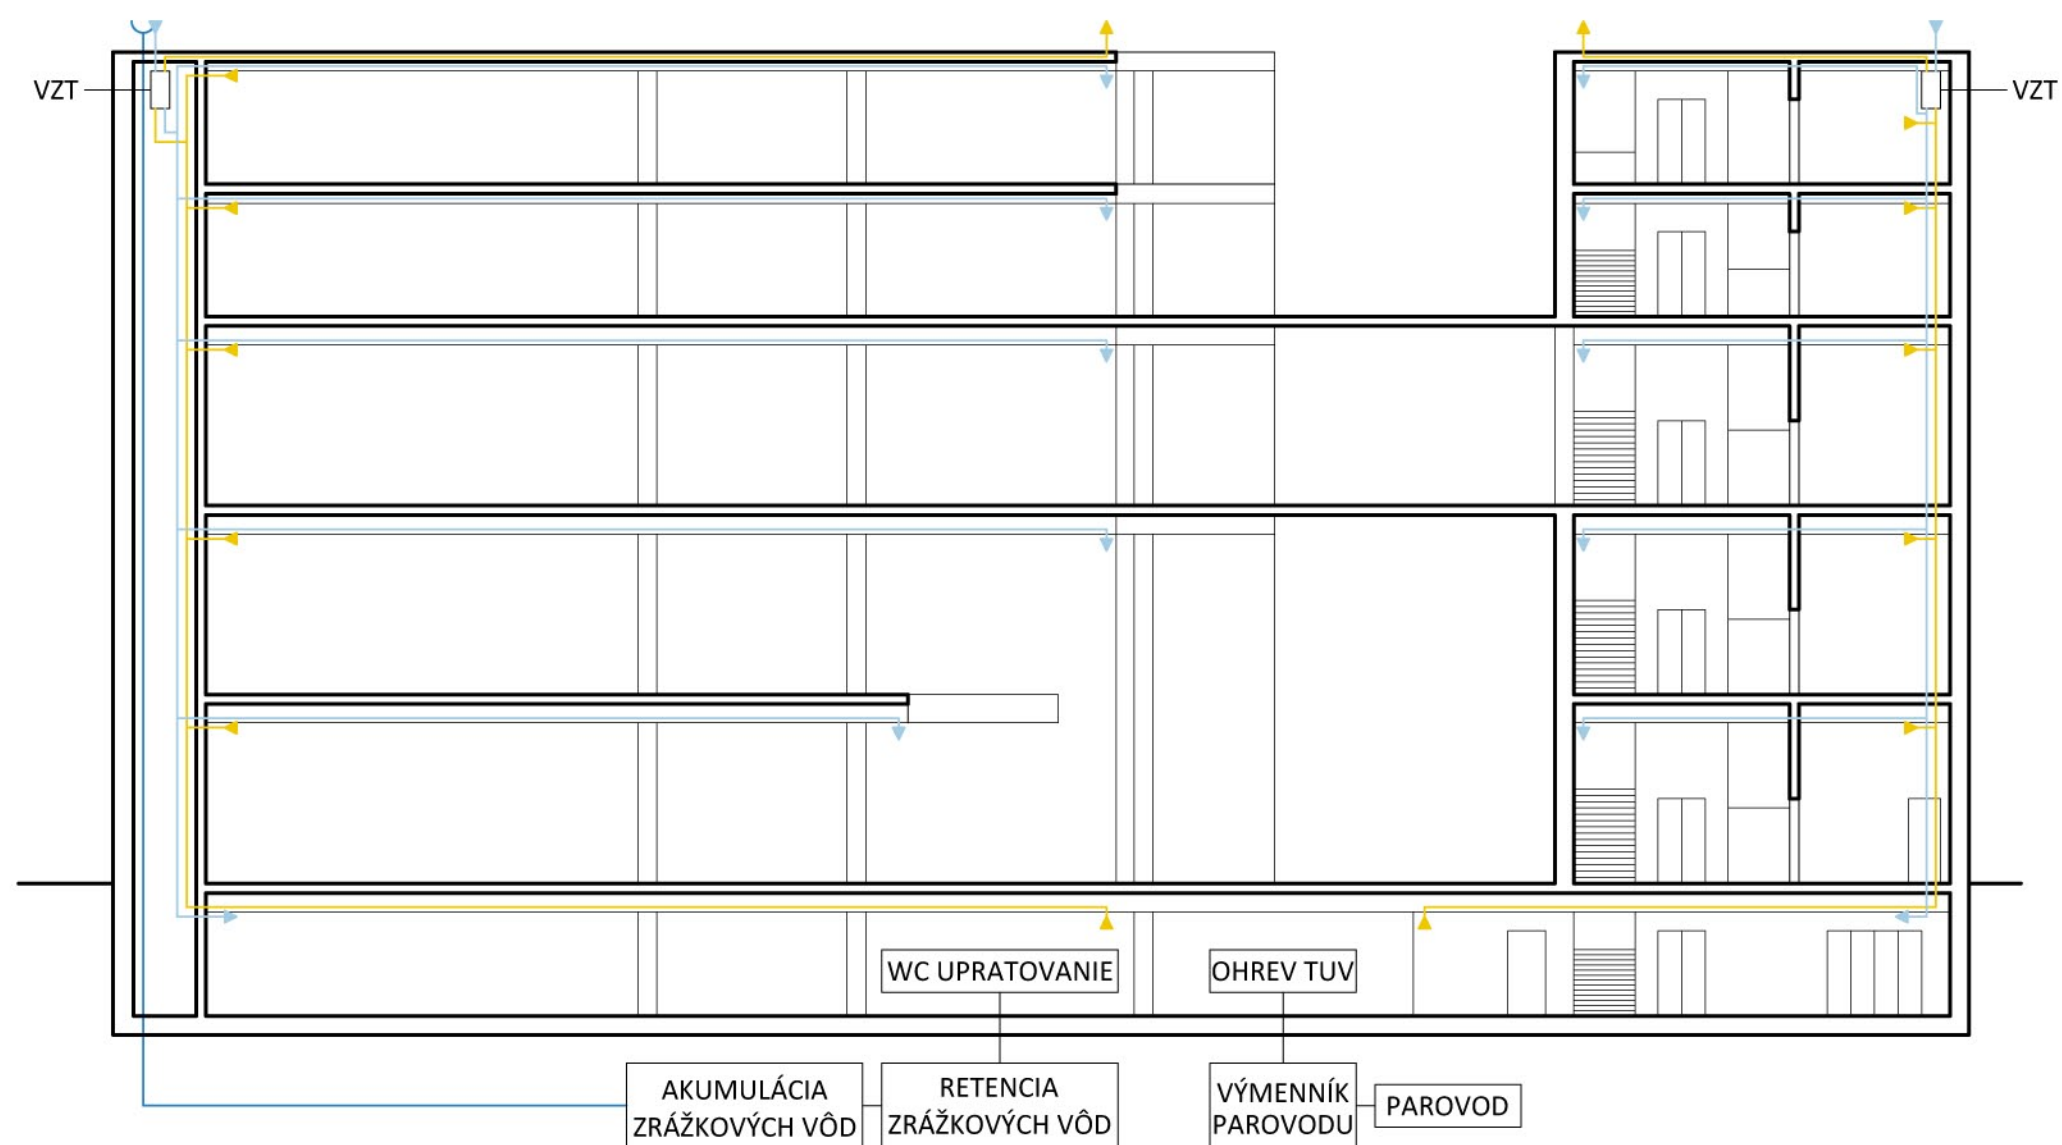 VZT
VZT
WC UPRATOVANIE
OHREV TUV
AKUMULÁCIA
ZRÁŽKOVÝCH VÔD
RETENCIA
ZRÁŽKOVÝCH VÔD
VÝMENNÍK
PAROVODU
PAROVOD